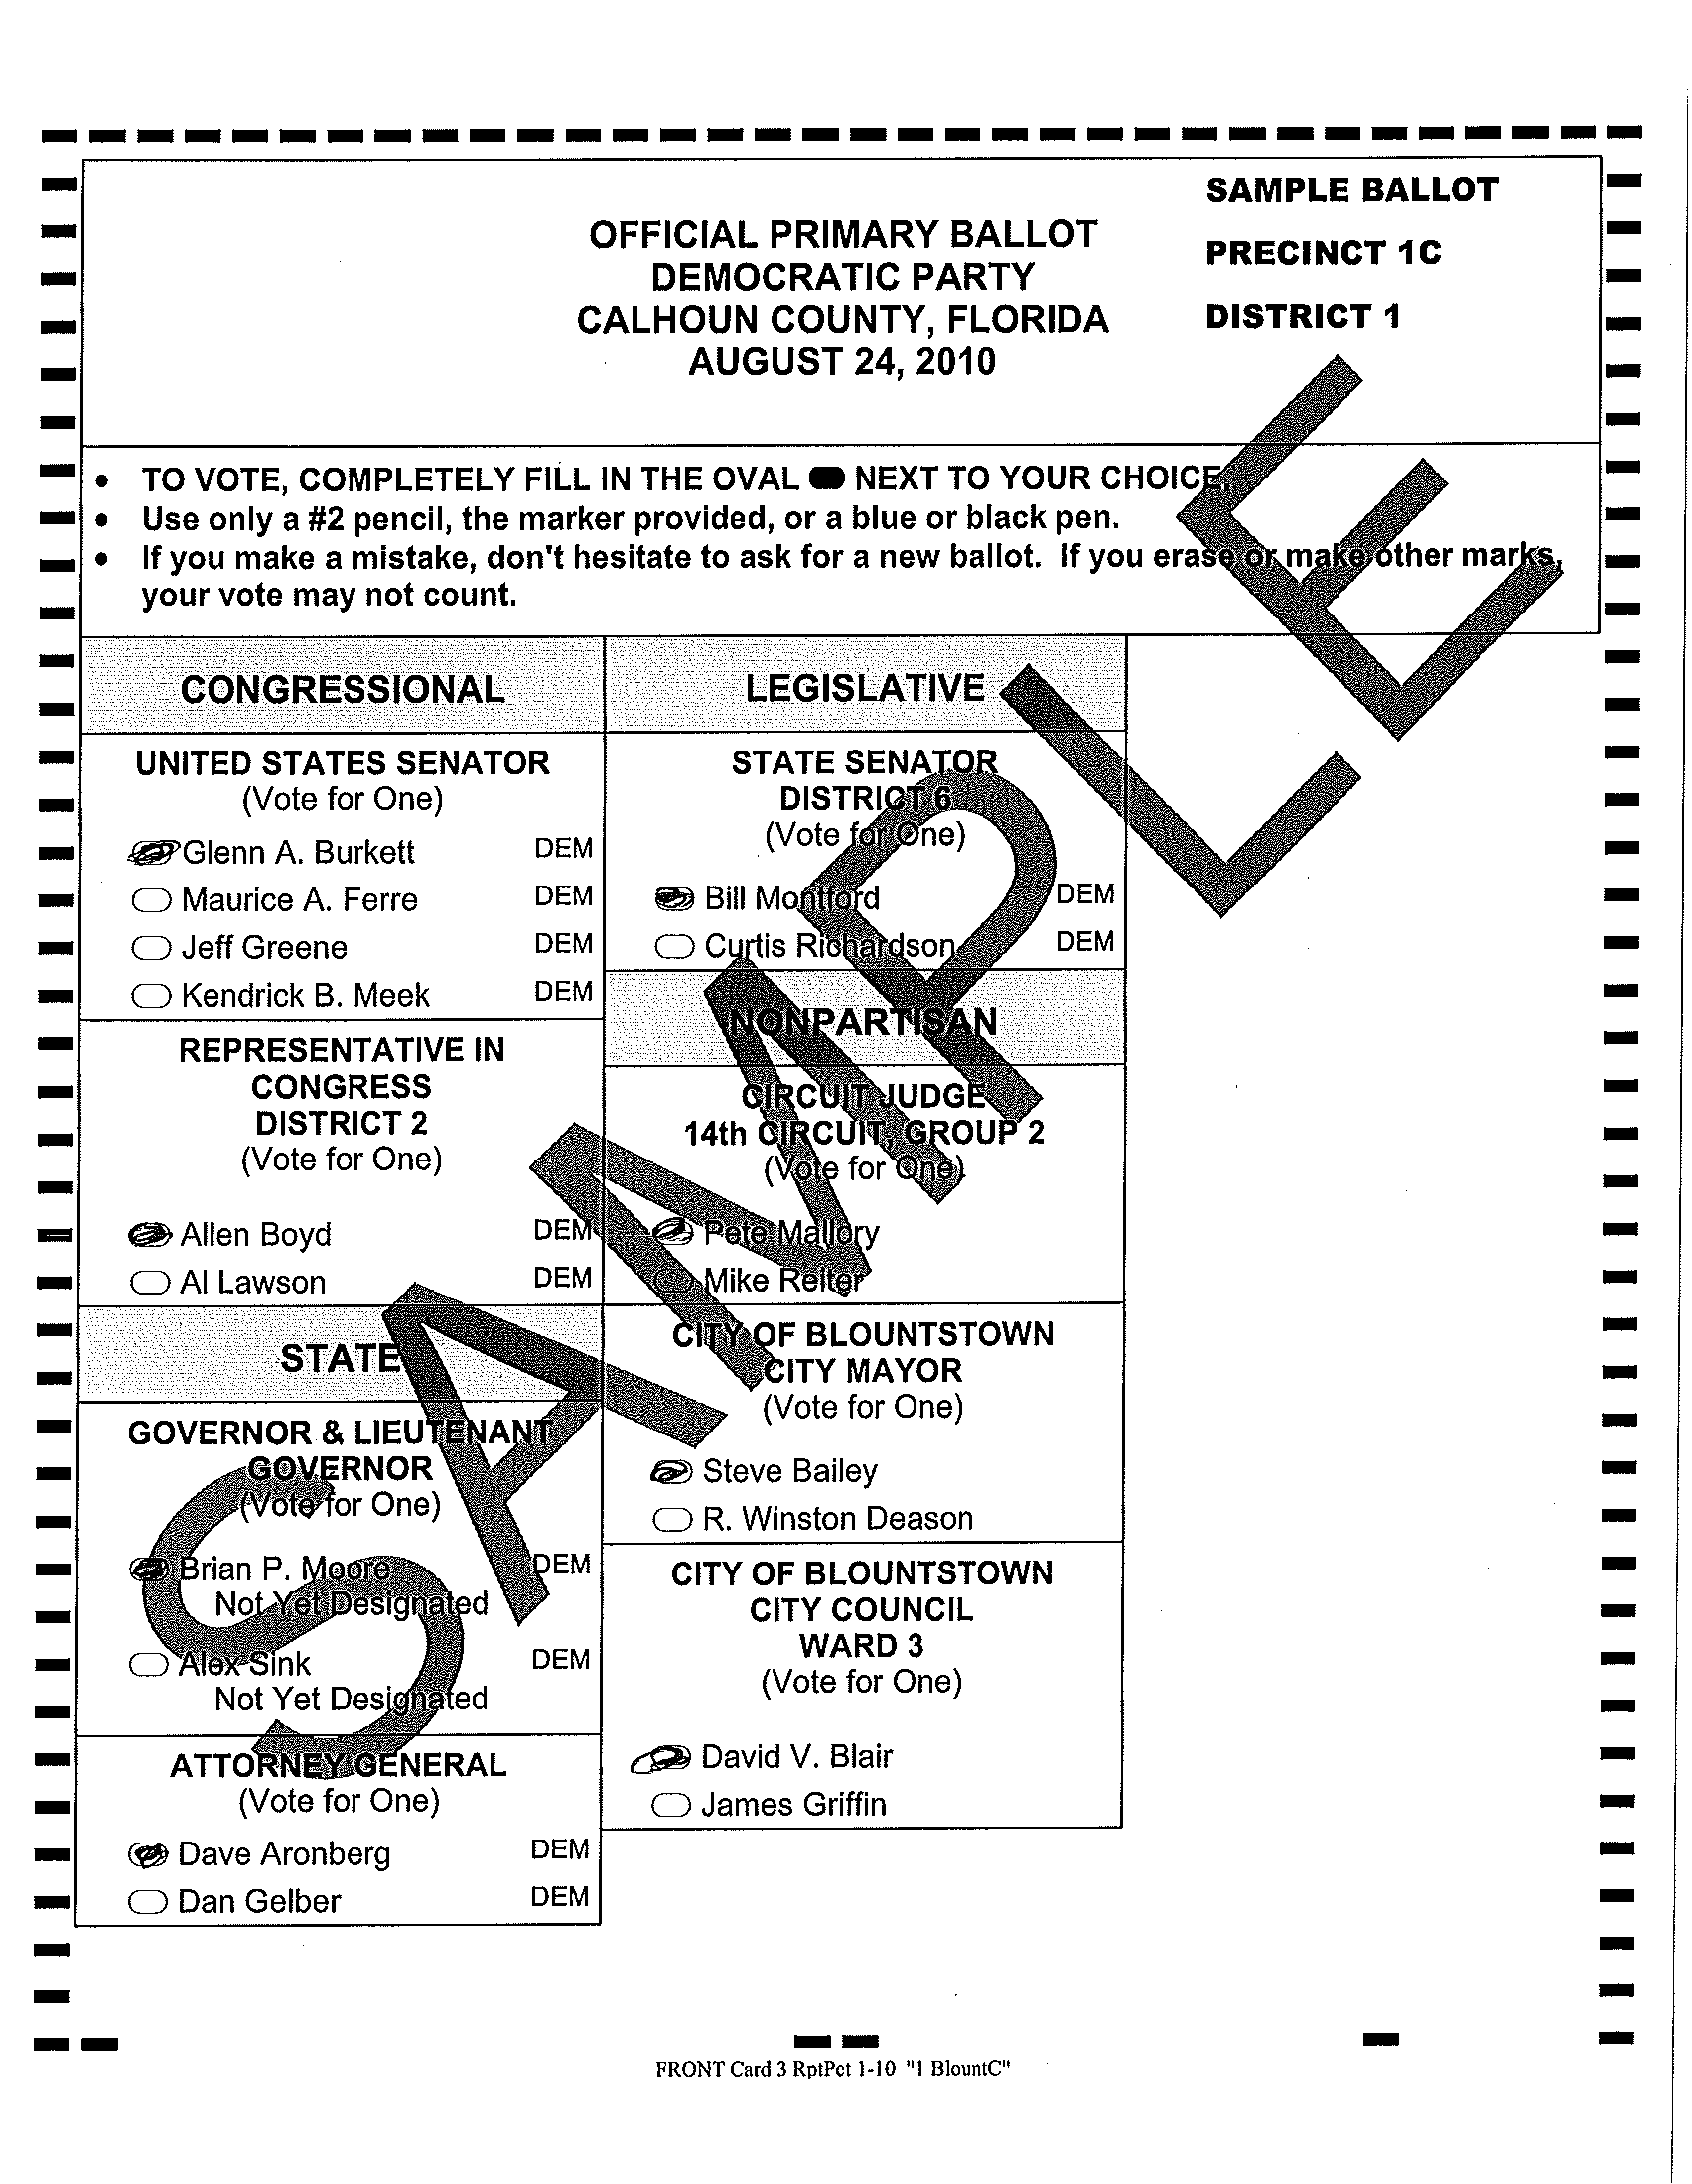 SAMPLE BALLOT
OFFICIAL PRIMARY BALLOT
PRECINCT 1C
DEMOCRATIC PARTY
CALHOUN COUNTY, FLORIDA
DISTRICT 1
AUGUST 24, 2010
• TO VOTE, COMPLETELY FILL IN THE OVAL NEXT TO YOUR CHOICE.
• Use only a #2 pencil, the marker provided, or a blue or black pen.
• If you make a mistake, don't hesitate to ask for a new ballot. If you erase or make other marks,
your vote may not count.
CONGRESSIONAL
UNITED STATES SENATOR
(Vote for One)
Glenn A. Burkett DEM
Maurice A. Ferre DEM
Jeff Greene DEM
Kendrick B. Meek DEM
REPRESENTATIVE IN
CONGRESS
DISTRICT 2
(Vote for One)
Allen Boyd DEM
Al Lawson DEM
STATE
GOVERNOR & LIEUTENANT
GOVERNOR
(Vote for One)
Brian P. Moore DEM
Not Yet Designated
Alex Sink DEM
Not Yet Designated
ATTORNEY GENERAL
(Vote for One)
Dave Aronberg DEM
Dan Gelber DEM
LEGISLATIVE
STATE SENATOR
DISTRICT 6
(Vote for One)
Bill Montford DEM
Curtis Richardson DEM
NONPARTISAN
CIRCUIT JUDGE
14th CIRCUIT, GROUP 2
(Vote for One)
Pete Mallory
Mike Reiter
CITY OF BLOUNTSTOWN
CITY MAYOR
(Vote for One)
Steve Bailey
R. Winston Deason
CITY OF BLOUNTSTOWN
CITY COUNCIL
WARD 3
(Vote for One)
David V. Blair
James Griffin
SAMPLE
FRONT Card 3 RptPct 1-10 "1 BlountC"